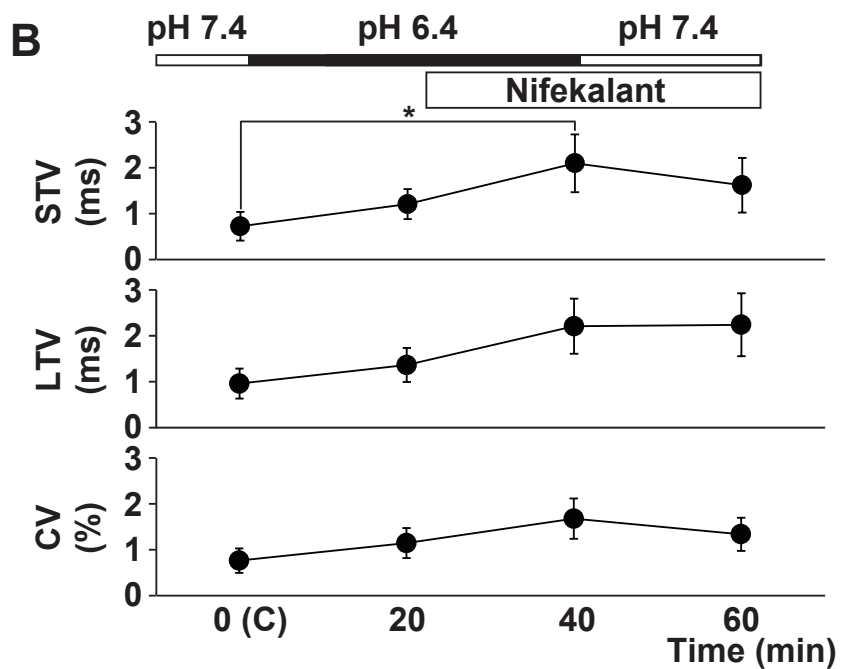 B
pH 7.4 pH 6.4 pH 7.4
Nifekalant
*
STV
(ms)
3
2
1
0
LTV
(ms)
3
2
1
0
CV
(%)
3
2
1
0
0 (C) 20 40 60
Time (min)